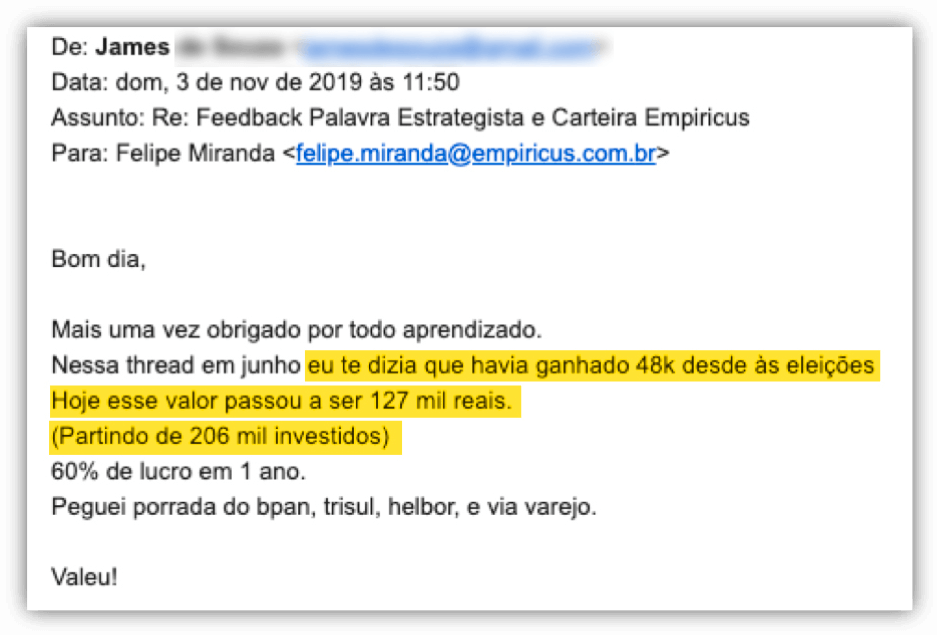 De: James
Data: dom, 3 de nov de 2019 às 11:50
Assunto: Re: Feedback Palavra Estrategista e Carteira Empiricus
Para: Felipe Miranda <felipe.miranda@empiricus.com.br>
Bom dia,
Mais uma vez obrigado por todo aprendizado.
Nessa thread em junho eu te dizia que havia ganhado 48k desde às eleições
Hoje esse valor passou a ser 127 mil reais.
(Partindo de 206 mil investidos)
60% de lucro em 1 ano.
Peguei porrada do bpan, trisul, helbor, e via varejo.
Valeu!